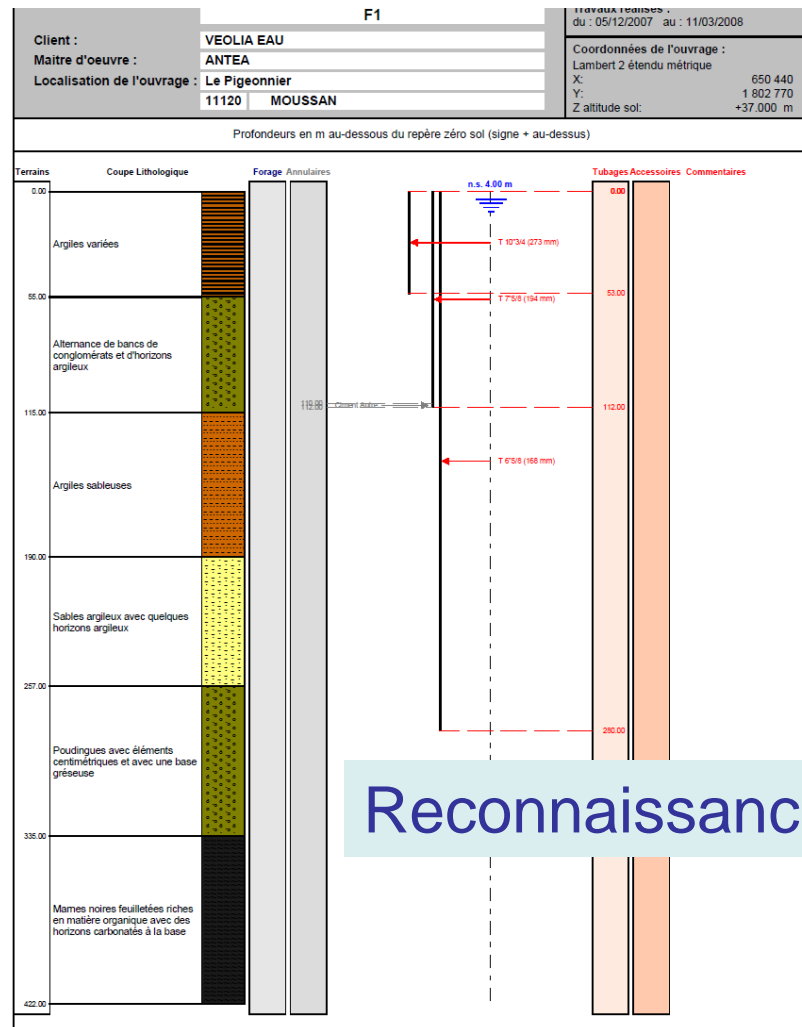 F1
Travaux réalisés :
du : 05/12/2007 au : 11/03/2008
Client : VEOLIA EAU
Maitre d'oeuvre : ANTEA
Localisation de l'ouvrage : Le Pigeonnier
11120 MOUSSAN
Coordonnées de l'ouvrage :
Lambert 2 étendu métrique
X: 650 440
Y: 1 802 770
Z altitude sol: +37.000 m
Profondeurs en m au-dessous du repère zéro sol (signe + au-dessus)
Terrains Coupe Lithologique Forage Annulaires Tubages Accessoires Commentaires
n.s. 4.00 m
0.00
0.00
Argiles variées
T 10"3/4 (273 mm)
53.00
55.00
T 7"5/8 (194 mm)
Alternance de bancs de
conglomérats et d'horizons
argileux
110.00
112.00
Ciment Autre
112.00
115.00
T 6"5/8 (168 mm)
Argiles sableuses
190.00
Sables argileux avec quelques
horizons argileux
257.00
280.00
Poudingues avec éléments
centimétriques et avec une base
gréseuse
Reconnaissanc
335.00
Marnes noires feuilletées riches
en matière organique avec des
horizons carbonatés à la base
422.00